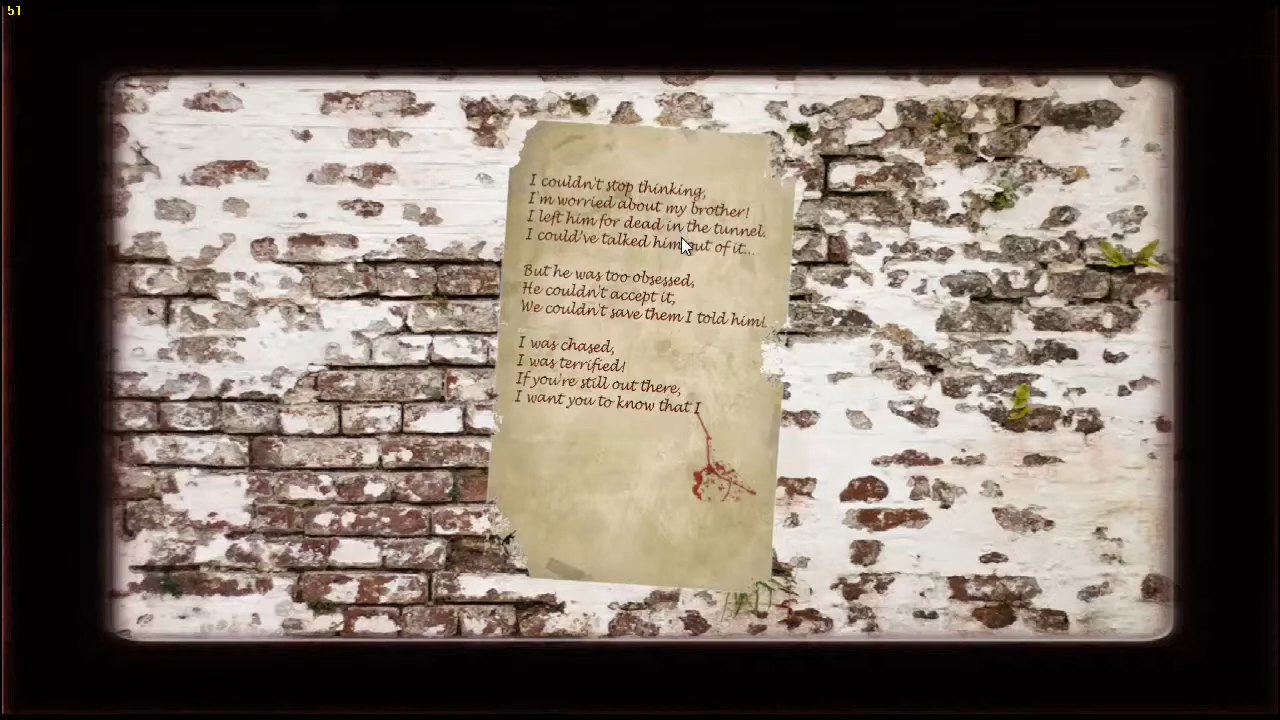 51
I couldn't stop thinking,
I'm worried about my brother!
I left him for dead in the tunnel.
I could've talked him out of it...
But he was too obsessed,
He couldn't accept it,
We couldn't save them I told him!
I was chased,
I was terrified!
If you're still out there,
I want you to know that I